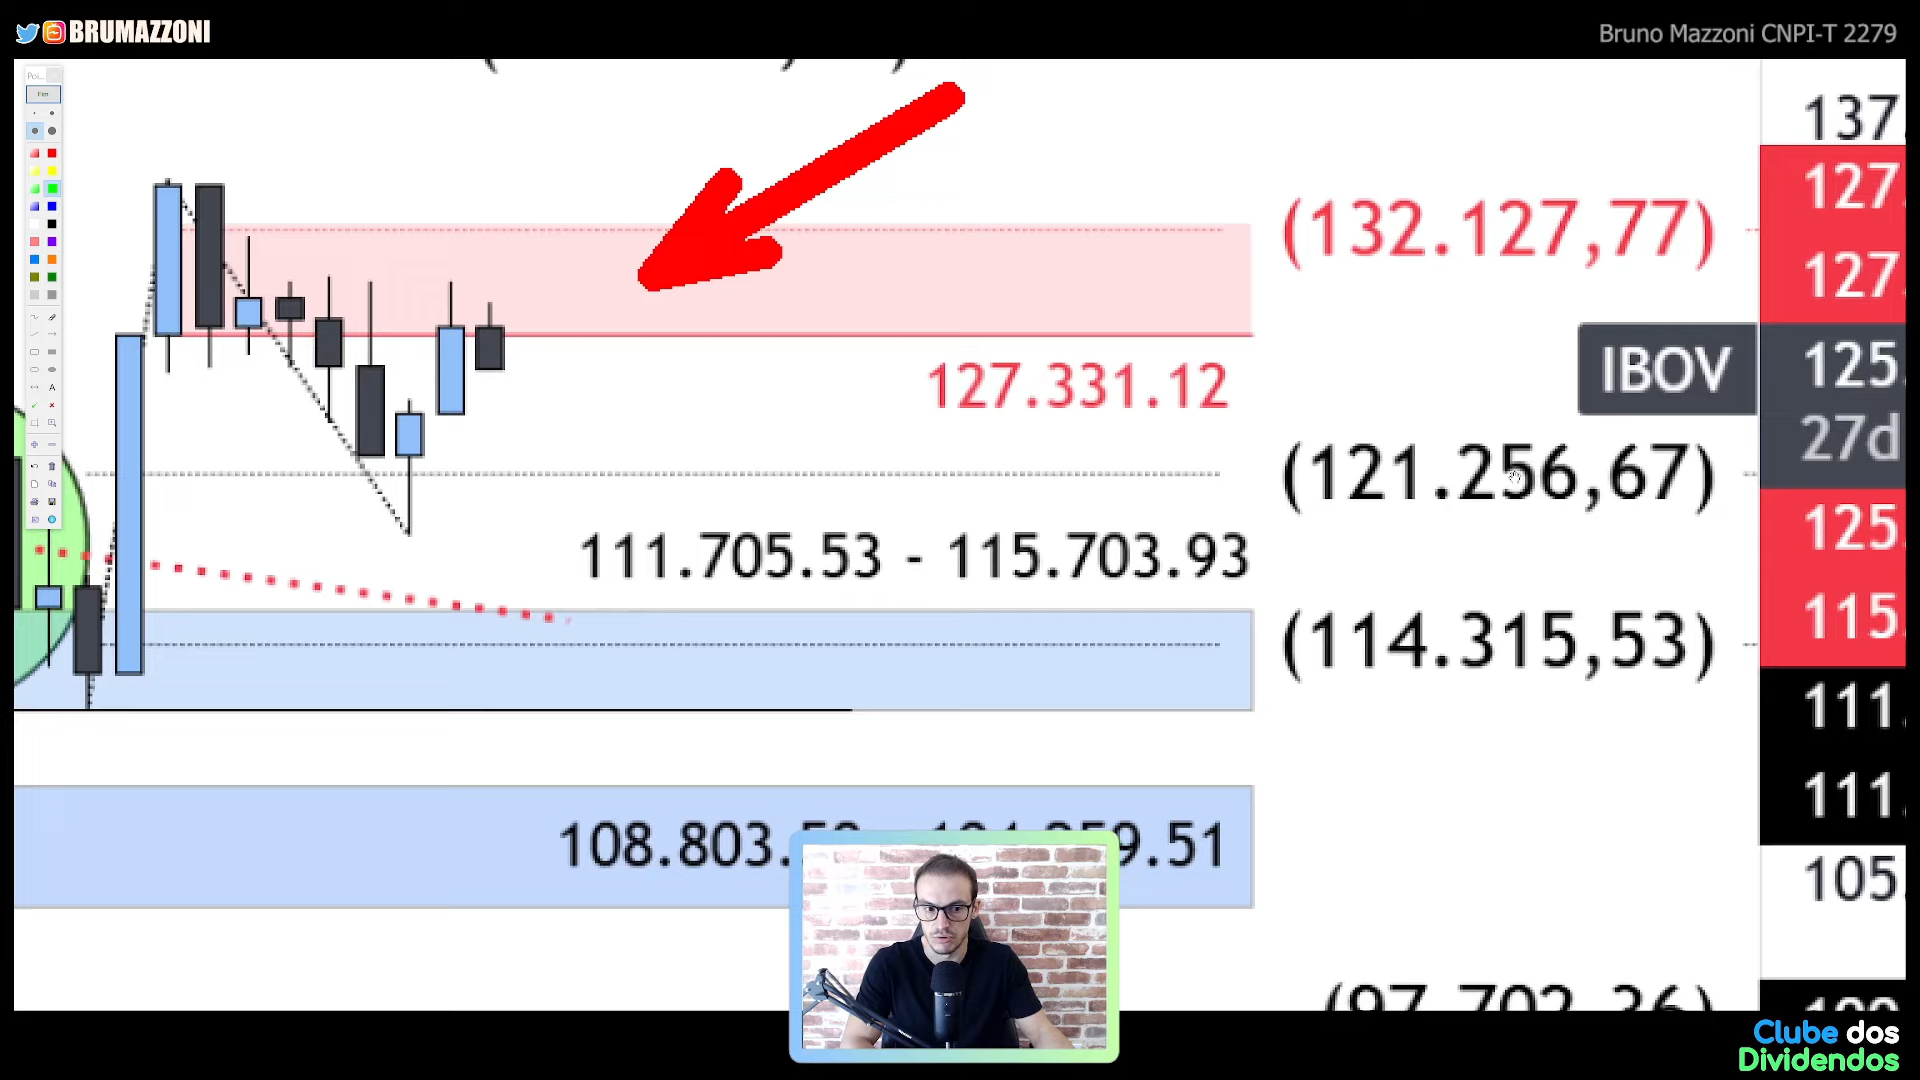 BRUMAZZONI
Bruno Mazzoni CNPI-T 2279
Fim
137.
127.
(132.127,77)
127.
127.331.12
IBOV
125.
27d
(121.256,67)
125.
111.705.53 - 115.703.93
115.
(114.315,53)
111.
111.
108.803.
9.51
105.
Clube dos
Dividendos